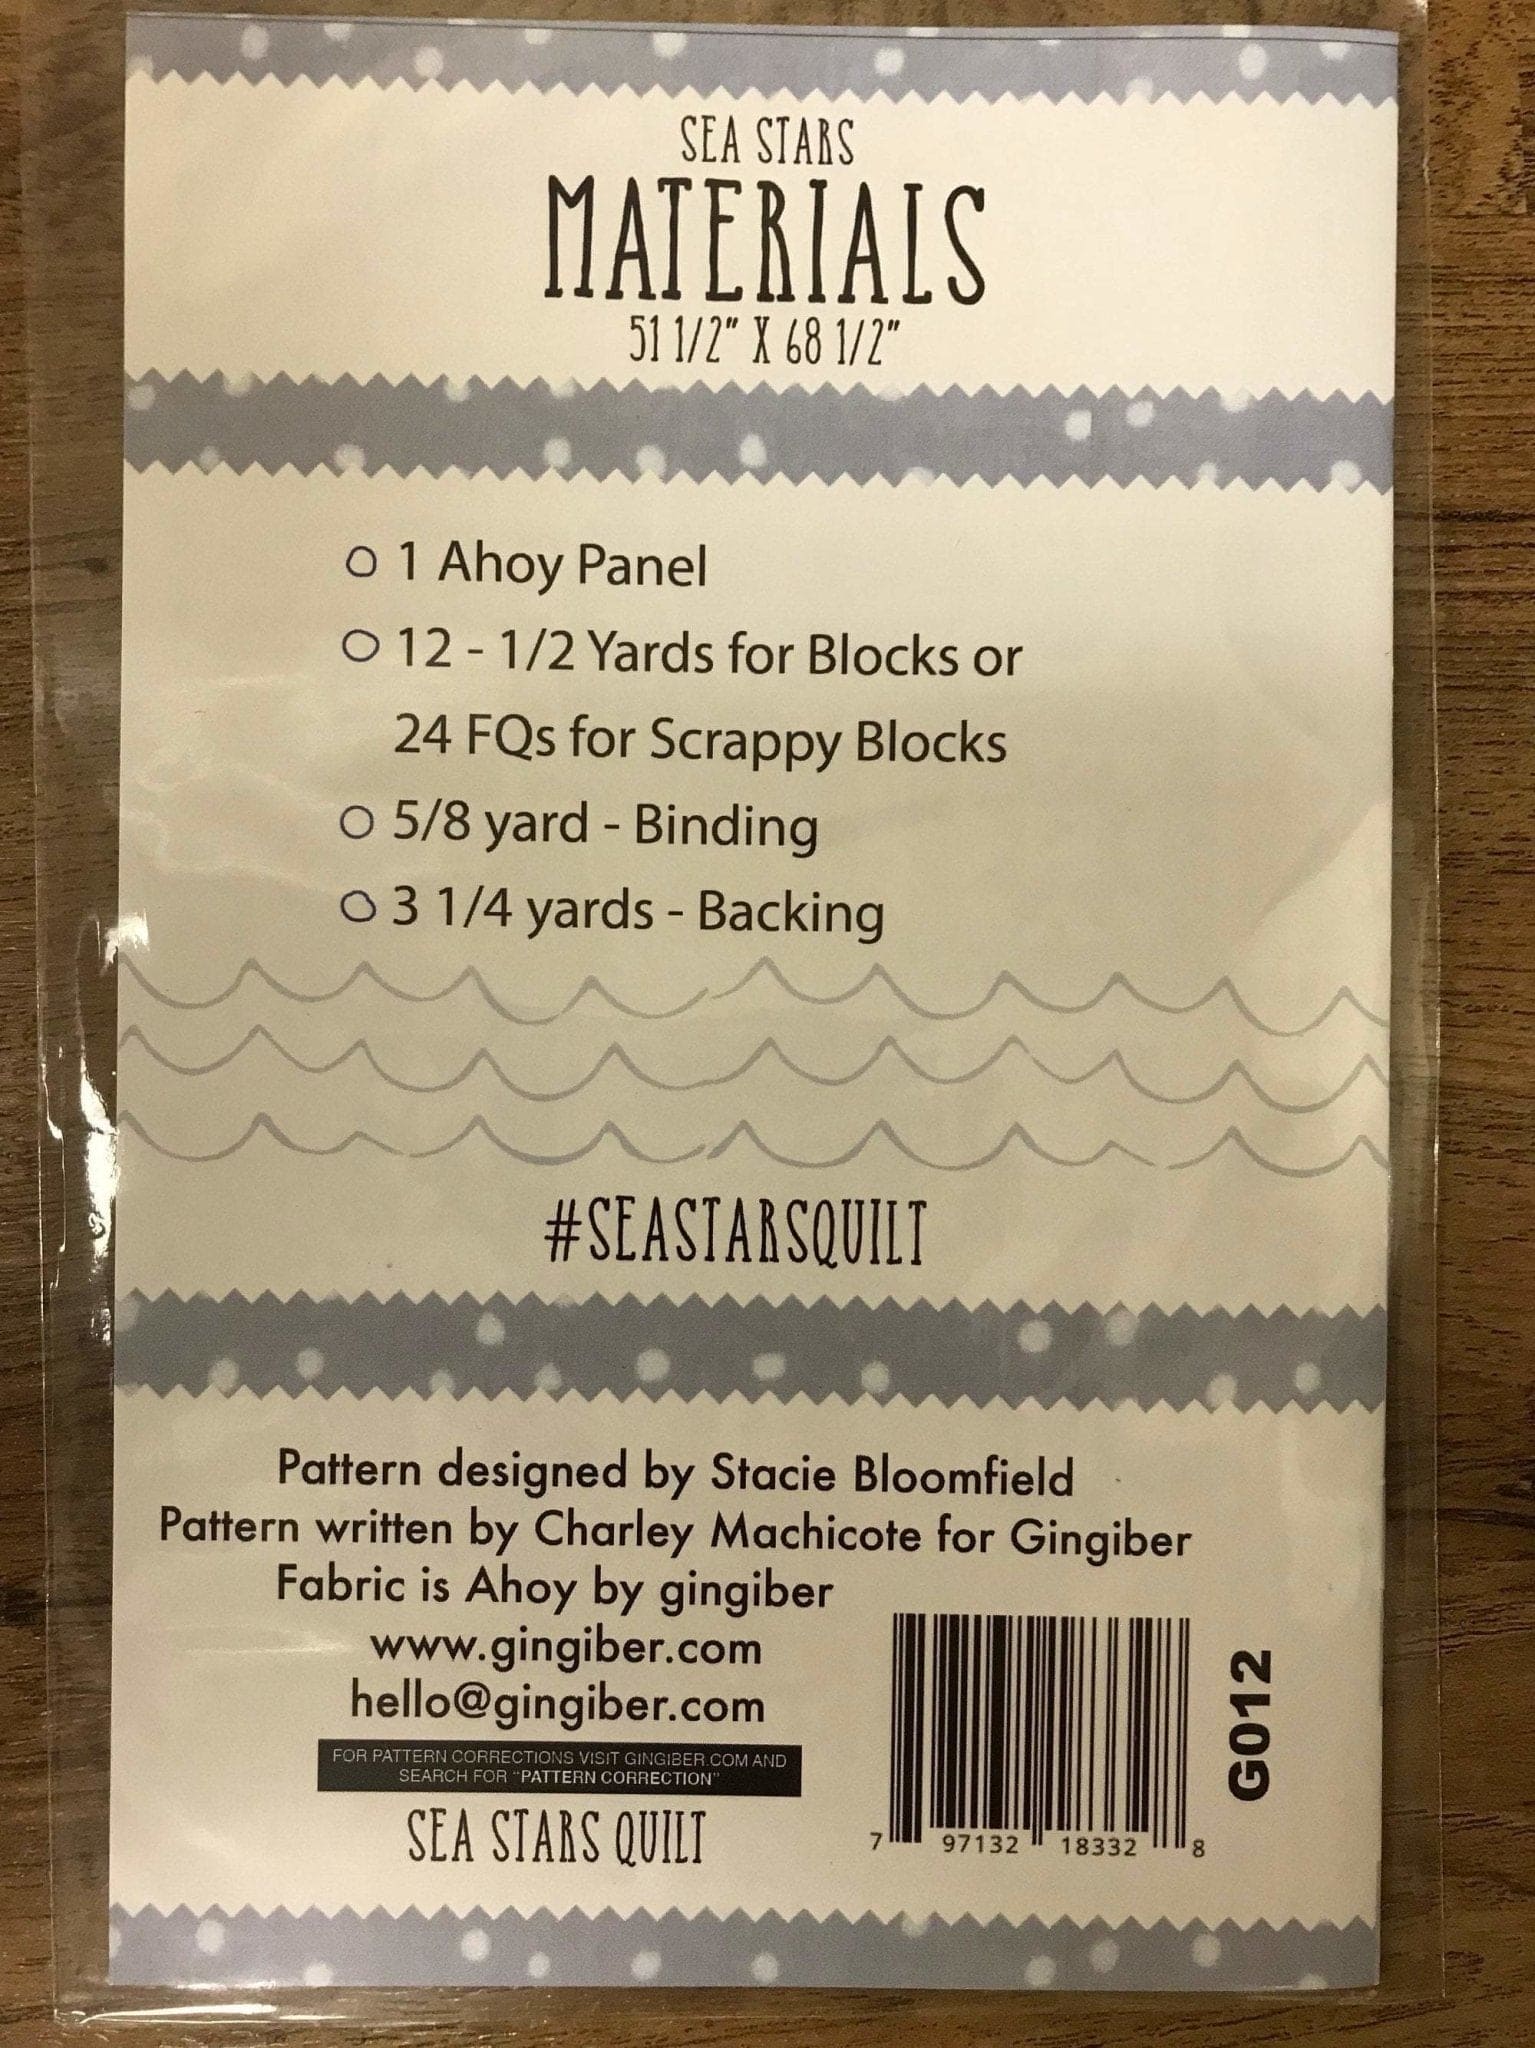 SEA STARS
MATERIALS
51 1/2" X 68 1/2"
1 Ahoy Panel
12 - 1/2 Yards for Blocks or
24 FQs for Scrappy Blocks
5/8 yard - Binding
3 1/4 yards - Backing
#SEASTARSQUILT
Pattern designed by Stacie Bloomfield
Pattern written by Charley Machicote for Gingiber
Fabric is Ahoy by gingiber
www.gingiber.com
hello@gingiber.com
FOR PATTERN CORRECTIONS VISIT GINGIBER.COM AND
SEARCH FOR "PATTERN CORRECTION"
SEA STARS QUILT
7 97132 18332 8
G012